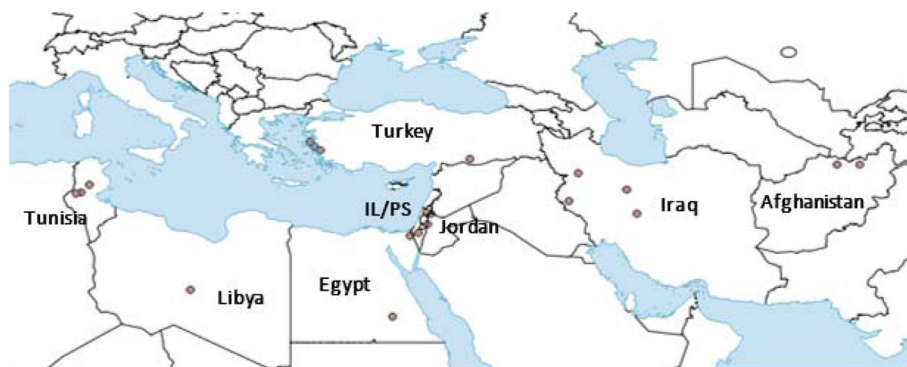 Turkey
Tunisia
IL/PS
Jordan
Iraq
Afghanistan
Libya
Egypt